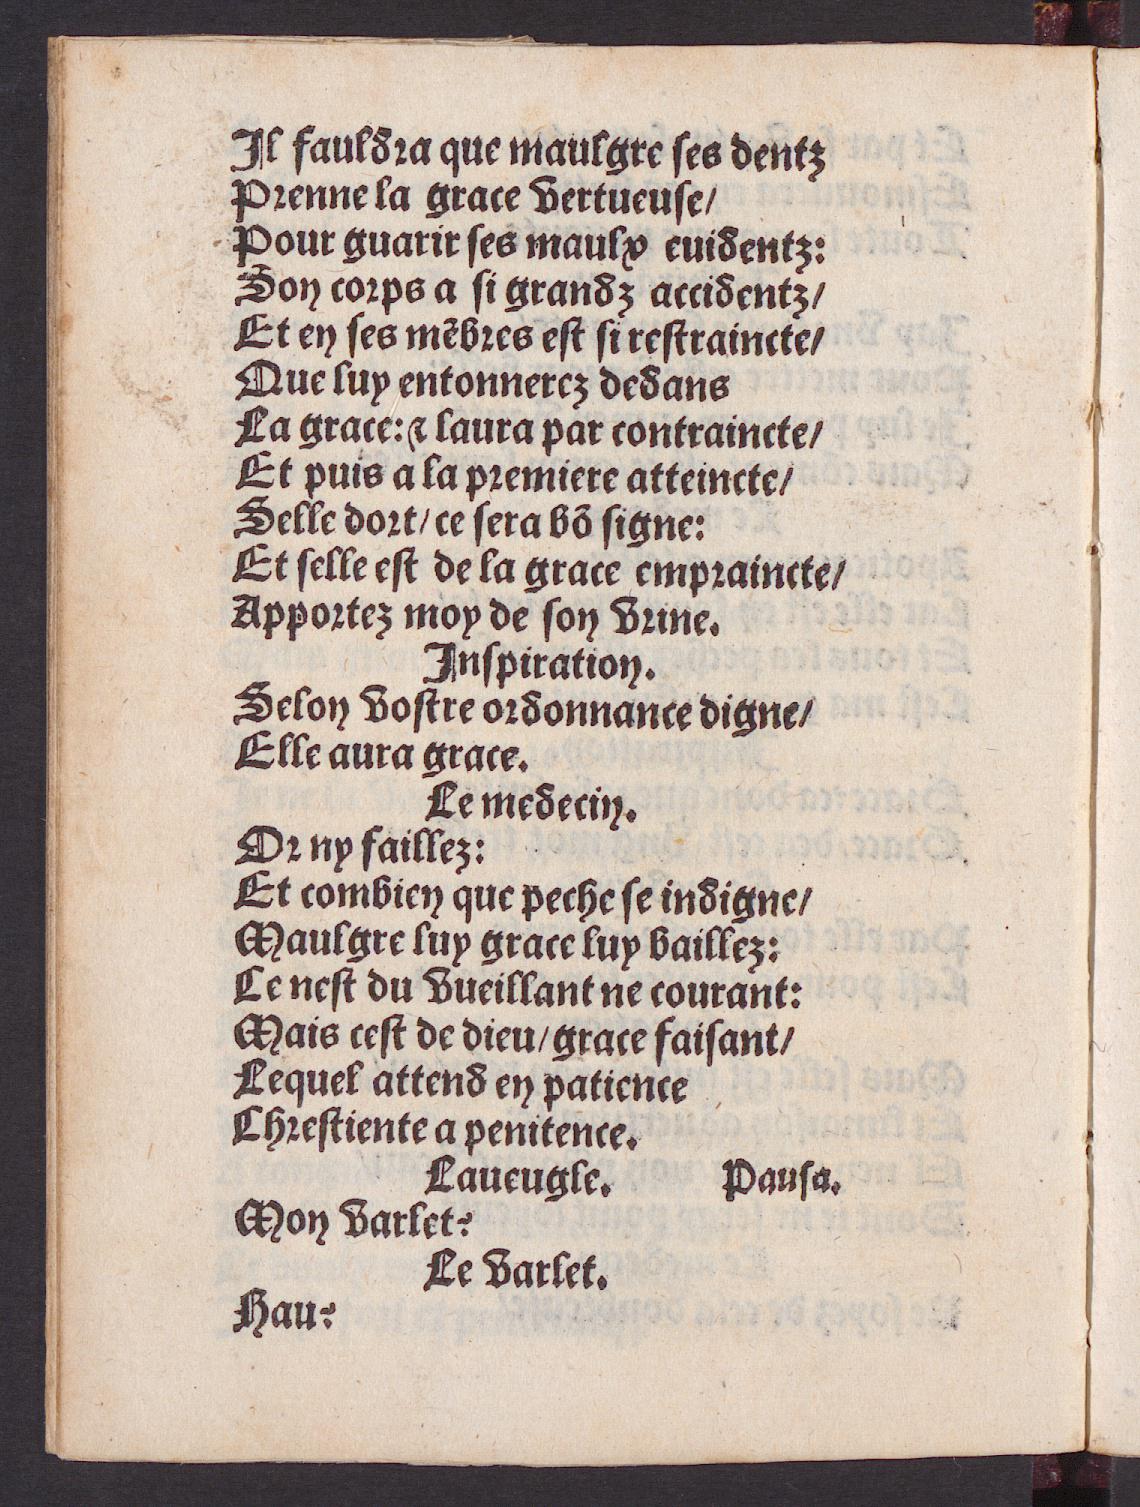 Il fauldra que maulgre ses dentz
Prenne la grace vertueuse/
Pour guarir ses maulx euidentz:
Son corps a si grandz accidentz/
Et en ses mẽbres est si restraincte/
Que luy entonnerez dedans
La grace: & laura par contraincte/
Et puis a la premiere atteincte/
Selle dort/ ce sera bõ signe:
Et selle est de la grace empraincte/
Apportez moy de son vrine.
Inspiration.
Selon vostre ordonnance digne/
Elle aura grace.
Le medecin.
Or ny faillez:
Et combien que peche se indigne/
Maulgre luy grace luy baillez:
Ce nest du vueillant ne courant:
Mais cest de dieu/ grace faisant/
Lequel attend en patience
Chrestiente a penitence.
Laueugle. Pausa.
Mon varlet?
Le varlet.
Hau?